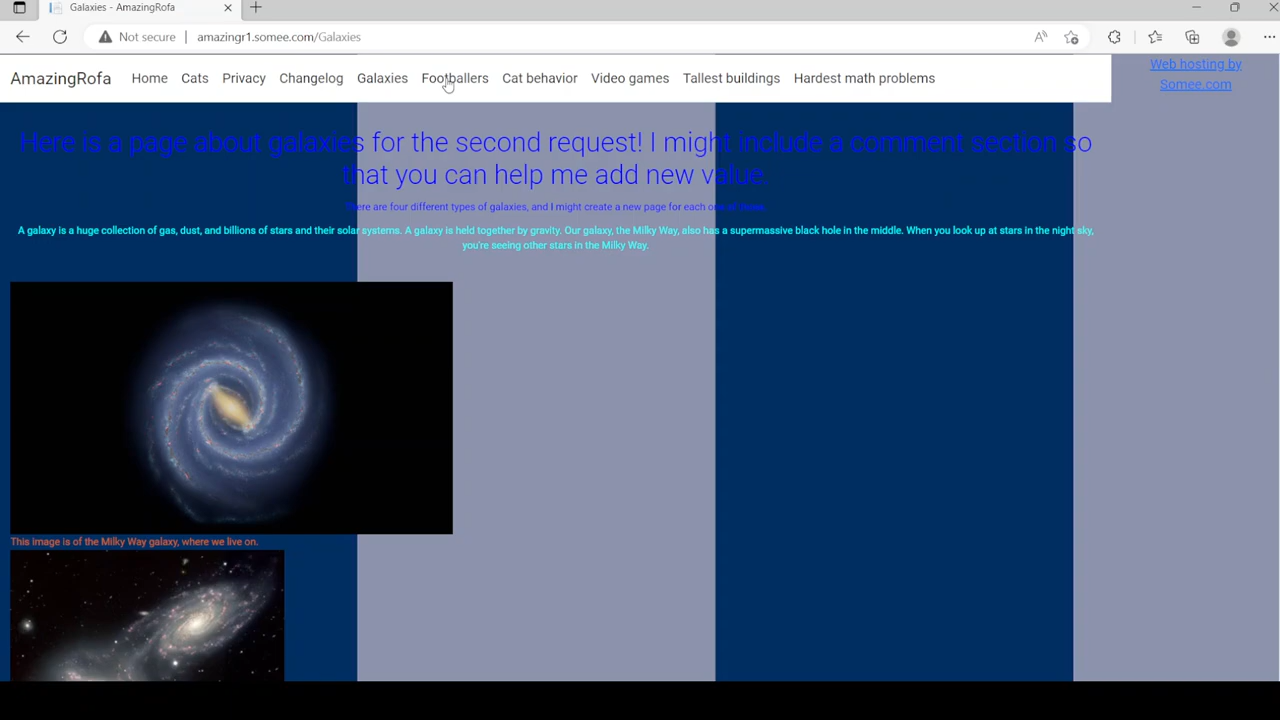 Galaxies - AmazingRofa
Not secure amazingr1.somee.com/Galaxies
AmazingRofa Home Cats Privacy Changelog Galaxies Footballers Cat behavior Video games Tallest buildings Hardest math problems
Web hosting by
Somee.com
Here is a page about galaxies for the second request! I might include a comment section so
that you can help me add new value.
There are four different types of galaxies, and I might create a new page for each one of
A galaxy is a huge collection of gas, dust, and billions of stars and their solar systems. A galaxy is held together by gravity. Our galaxy, the Milky Way, also has a supermassive black hole in the middle. When you look up at stars in the night sky,
you're seeing other stars in the Milky Way.
This image is of the Milky Way galaxy, where we live on.